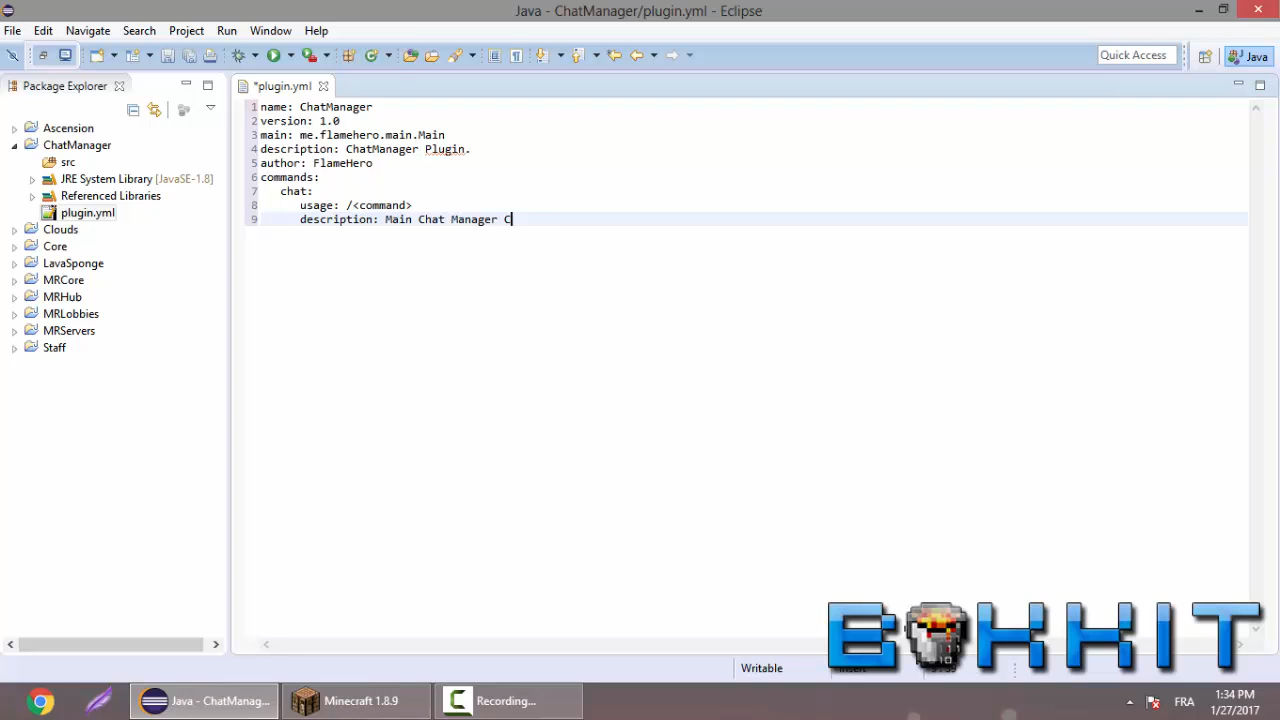 Java - ChatManager/plugin.yml - Eclipse
File Edit Navigate Search Project Run Window Help
Quick Access
Java
Package Explorer
*plugin.yml
Ascension
ChatManager
src
JRE System Library [JavaSE-1.8]
Referenced Libraries
plugin.yml
Clouds
Core
LavaSponge
MRCore
MRHub
MRLobbies
MRServers
Staff
1 name: ChatManager
2 version: 1.0
3 main: me.flamehero.main.Main
4 description: ChatManager Plugin.
5 author: FlameHero
6 commands:
7 chat:
8 usage: /<command>
9 description: Main Chat Manager C
BUKKIT
Writable
Java - ChatManag...
Minecraft 1.8.9
Recording...
FRA
1:34 PM
1/27/2017